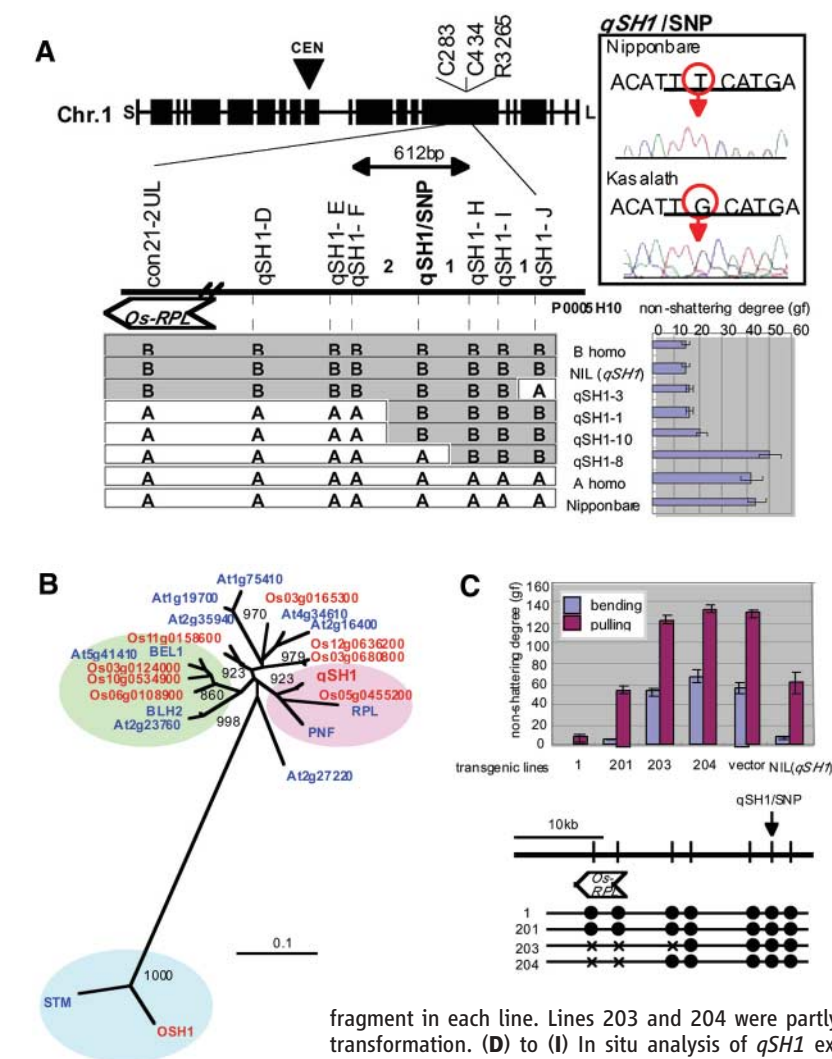 A
qSH1/SNP
Nipponbare
ACATT T CATGA
Kasalath
ACATT G CATGA
CEN
C283
C434
R3265
Chr.1 S L
612bp
con21-2UL
qSH1-D
qSH1-E
qSH1-F
qSH1/SNP
qSH1-H
qSH1-I
qSH1-J
2 1 1
Os-RPL
P0005H10
non-shattering degree (gf)
0 10 20 30 40 50 60
B B B B B B B B B homo
B B B B B B B B NIL (qSH1)
B B B B B B B A qSH1-3
A A A A B B B B qSH1-1
A A A A B B B B qSH1-10
A A A A A B B B qSH1-8
A A A A A A A A A homo
A A A A A A A A Nipponbare
B
At1g75410
At1g19700
Os03g0165300
970
At4g34610
At2g35940
At2g16400
Os11g0158600
Os12g0636200
At5g41410
BEL1
979
Os03g0680800
Os03g0124000
923
923
qSH1
Os10g0534900
Os06g0108900
860
Os05g0455200
BLH2
RPL
At2g23760
998
PNF
At2g27220
0.1
1000
STM
OSH1
C
non-shattering degree (gf)
160
140
120
100
80
60
40
20
0
bending
pulling
transgenic lines 1 201 203 204 vector NIL(qSH1)
qSH1/SNP
10kb
Os-RPL
1
201
203
204
fragment in each line. Lines 203 and 204 were partly
transformation. (D) to (I) In situ analysis of qSH1 ex